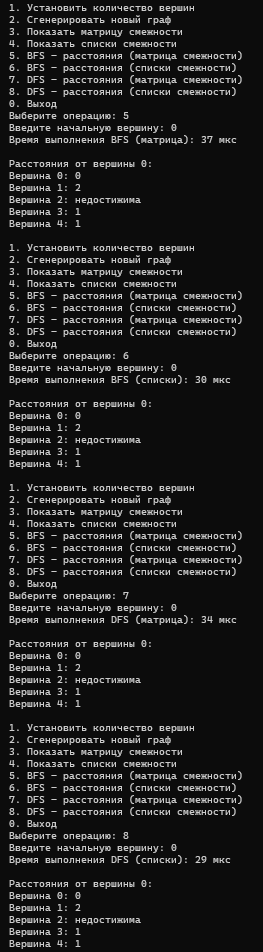 1. Установить количество вершин
2. Сгенерировать новый граф
3. Показать матрицу смежности
4. Показать списки смежности
5. BFS – расстояния (матрица смежности)
6. BFS – расстояния (списки смежности)
7. DFS – расстояния (матрица смежности)
8. DFS – расстояния (списки смежности)
0. Выход
Выберите операцию: 5
Введите начальную вершину: 0
Время выполнения BFS (матрица): 37 мкс
Расстояния от вершины 0:
Вершина 0: 0
Вершина 1: 2
Вершина 2: недостижима
Вершина 3: 1
Вершина 4: 1
1. Установить количество вершин
2. Сгенерировать новый граф
3. Показать матрицу смежности
4. Показать списки смежности
5. BFS – расстояния (матрица смежности)
6. BFS – расстояния (списки смежности)
7. DFS – расстояния (матрица смежности)
8. DFS – расстояния (списки смежности)
0. Выход
Выберите операцию: 6
Введите начальную вершину: 0
Время выполнения BFS (списки): 30 мкс
Расстояния от вершины 0:
Вершина 0: 0
Вершина 1: 2
Вершина 2: недостижима
Вершина 3: 1
Вершина 4: 1
1. Установить количество вершин
2. Сгенерировать новый граф
3. Показать матрицу смежности
4. Показать списки смежности
5. BFS – расстояния (матрица смежности)
6. BFS – расстояния (списки смежности)
7. DFS – расстояния (матрица смежности)
8. DFS – расстояния (списки смежности)
0. Выход
Выберите операцию: 7
Введите начальную вершину: 0
Время выполнения DFS (матрица): 34 мкс
Расстояния от вершины 0:
Вершина 0: 0
Вершина 1: 2
Вершина 2: недостижима
Вершина 3: 1
Вершина 4: 1
1. Установить количество вершин
2. Сгенерировать новый граф
3. Показать матрицу смежности
4. Показать списки смежности
5. BFS – расстояния (матрица смежности)
6. BFS – расстояния (списки смежности)
7. DFS – расстояния (матрица смежности)
8. DFS – расстояния (списки смежности)
0. Выход
Выберите операцию: 8
Введите начальную вершину: 0
Время выполнения DFS (списки): 29 мкс
Расстояния от вершины 0:
Вершина 0: 0
Вершина 1: 2
Вершина 2: недостижима
Вершина 3: 1
Вершина 4: 1